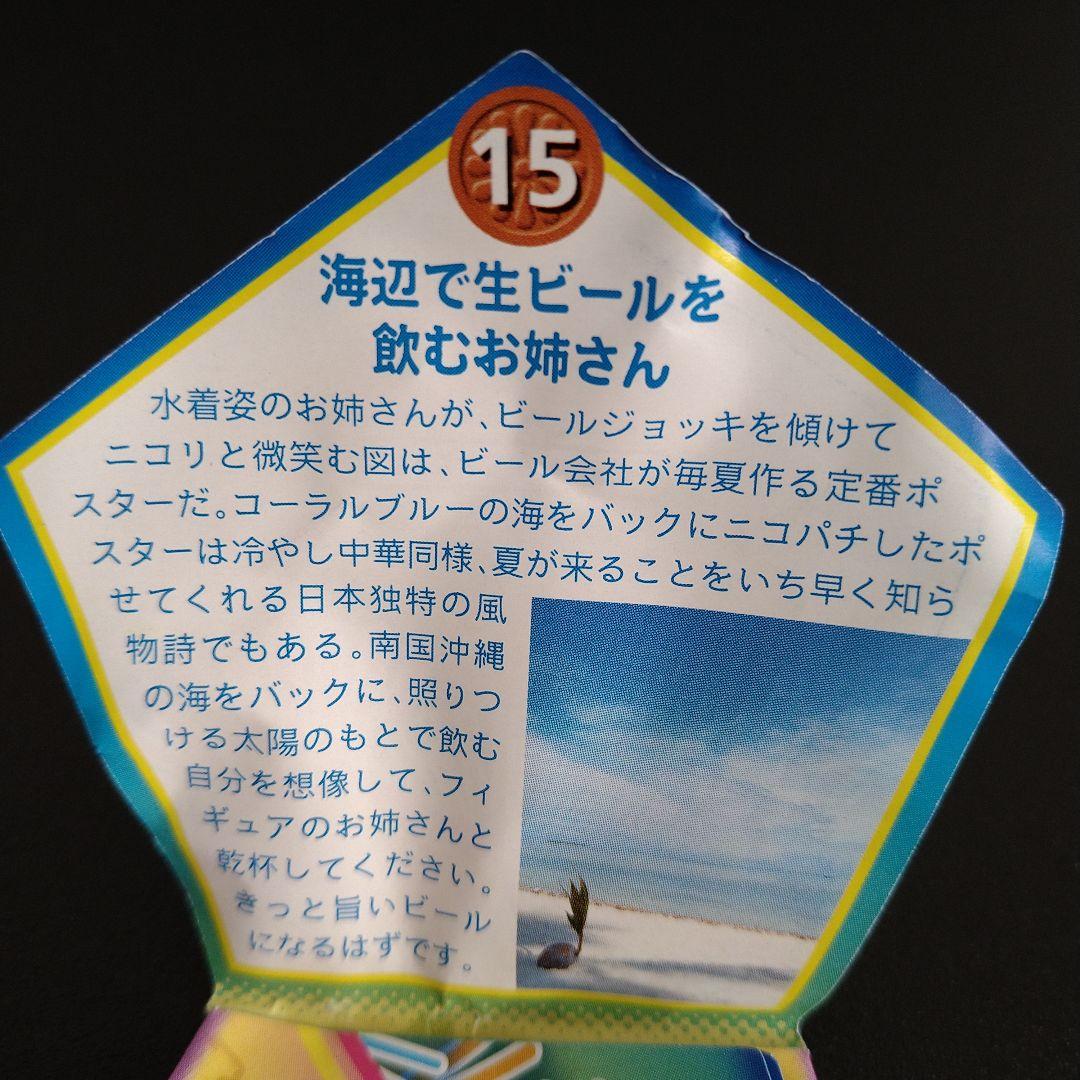 15
海辺で生ビールを
飲むお姉さん
水着姿のお姉さんが、ビールジョッキを傾けて
ニコリと微笑む図は、ビール会社が毎夏作る定番ポ
スターだ。コーラルブルーの海をバックにニコパチしたポ
スターは冷やし中華同様、夏が来ることをいち早く知ら
せてくれる日本独特の風
物詩でもある。南国沖縄
の海をバックに、照りつ
ける太陽のもとで飲む
自分を想像して、フィ
ギュアのお姉さんと
乾杯してください。
きっと旨いビール
になるはずです。